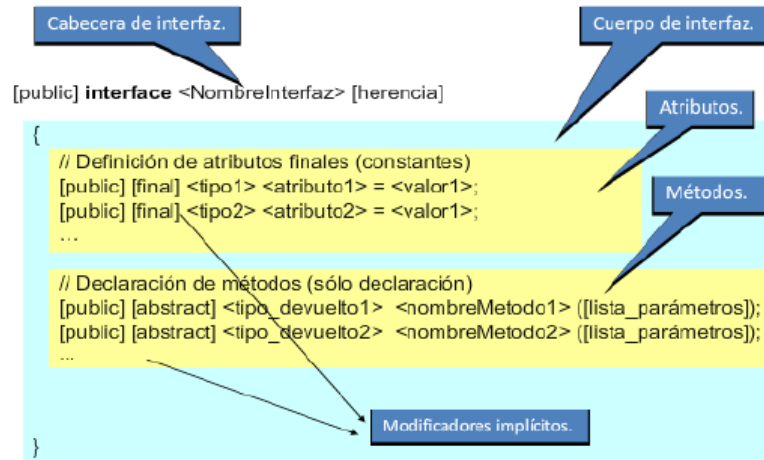 Cabecera de interfaz.
Cuerpo de interfaz.
[public] interface <NombreInterfaz> [herencia]
Atributos.
{
// Definición de atributos finales (constantes)
[public] [final] <tipo1> <atributo1> = <valor1>;
[public] [final] <tipo2> <atributo2> = <valor1>;
...
Métodos.
// Declaración de métodos (sólo declaración)
[public] [abstract] <tipo_devuelto1> <nombreMetodo1> ([lista_parámetros]);
[public] [abstract] <tipo_devuelto2> <nombreMetodo2> ([lista_parámetros]);
...
Modificadores implícitos.
}